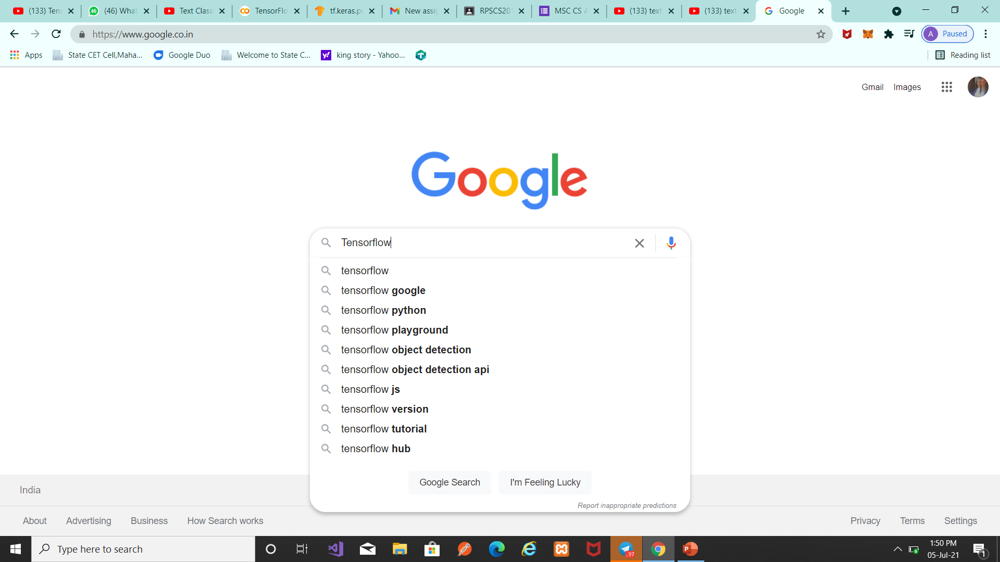 (133) Tens
(46) What
Text Class
TensorFlo
tf.keras.pr
New assig
RPSCS201
MSC CS A
(133) text
(133) text
Google
https://www.google.co.in
A Paused
Apps
State CET Cell,Maha...
Google Duo
Welcome to State C...
king story - Yahoo...
Reading list
Gmail
Images
Google
Tensorflow
tensorflow
tensorflow google
tensorflow python
tensorflow playground
tensorflow object detection
tensorflow object detection api
tensorflow js
tensorflow version
tensorflow tutorial
tensorflow hub
Google Search
I'm Feeling Lucky
Report inappropriate predictions
India
About
Advertising
Business
How Search works
Privacy
Terms
Settings
Type here to search
..97
1:50 PM
05-Jul-21
1